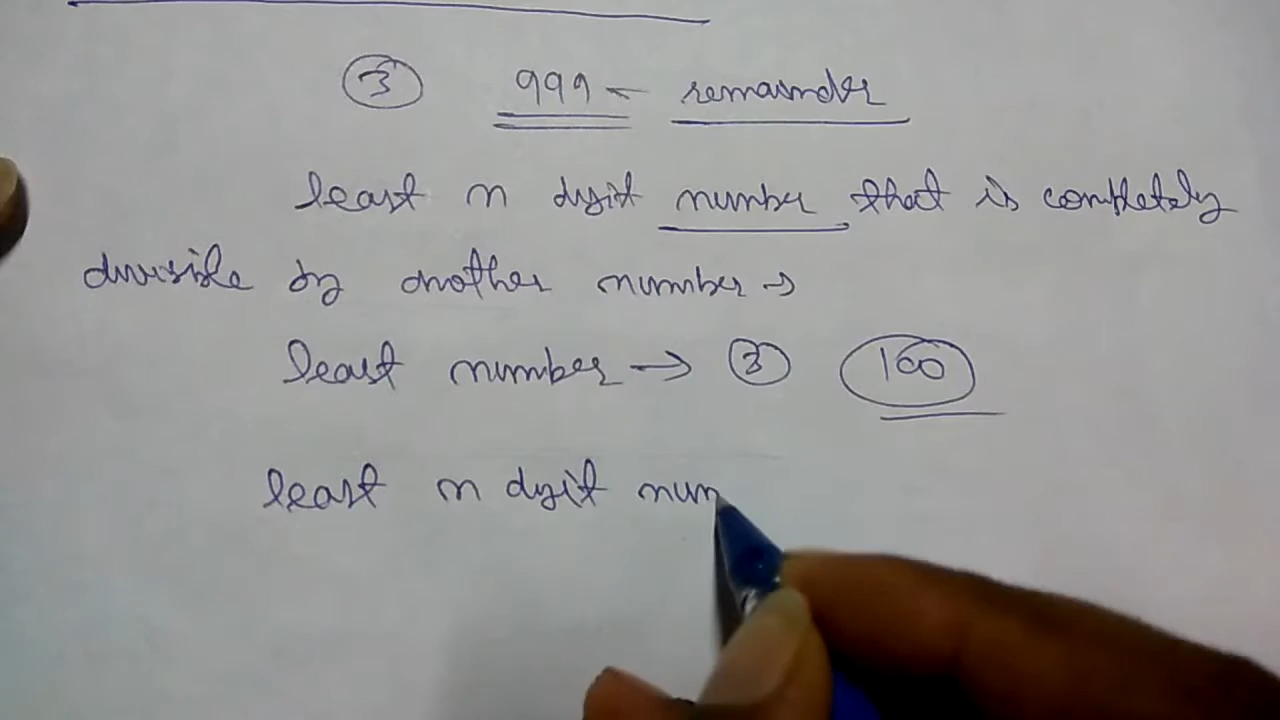 3 999 ← remainder
least n digit number that is completely
divisible by another number →
least number → 3 100
least n digit num